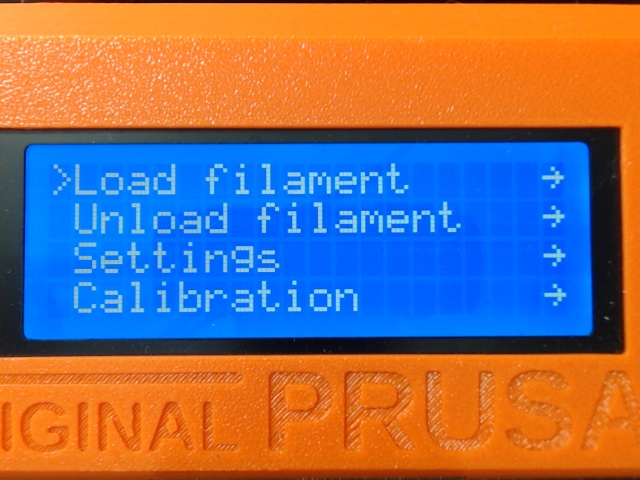 >Load filament →
Unload filament →
Settings →
Calibration →
IGINAL PRUSA